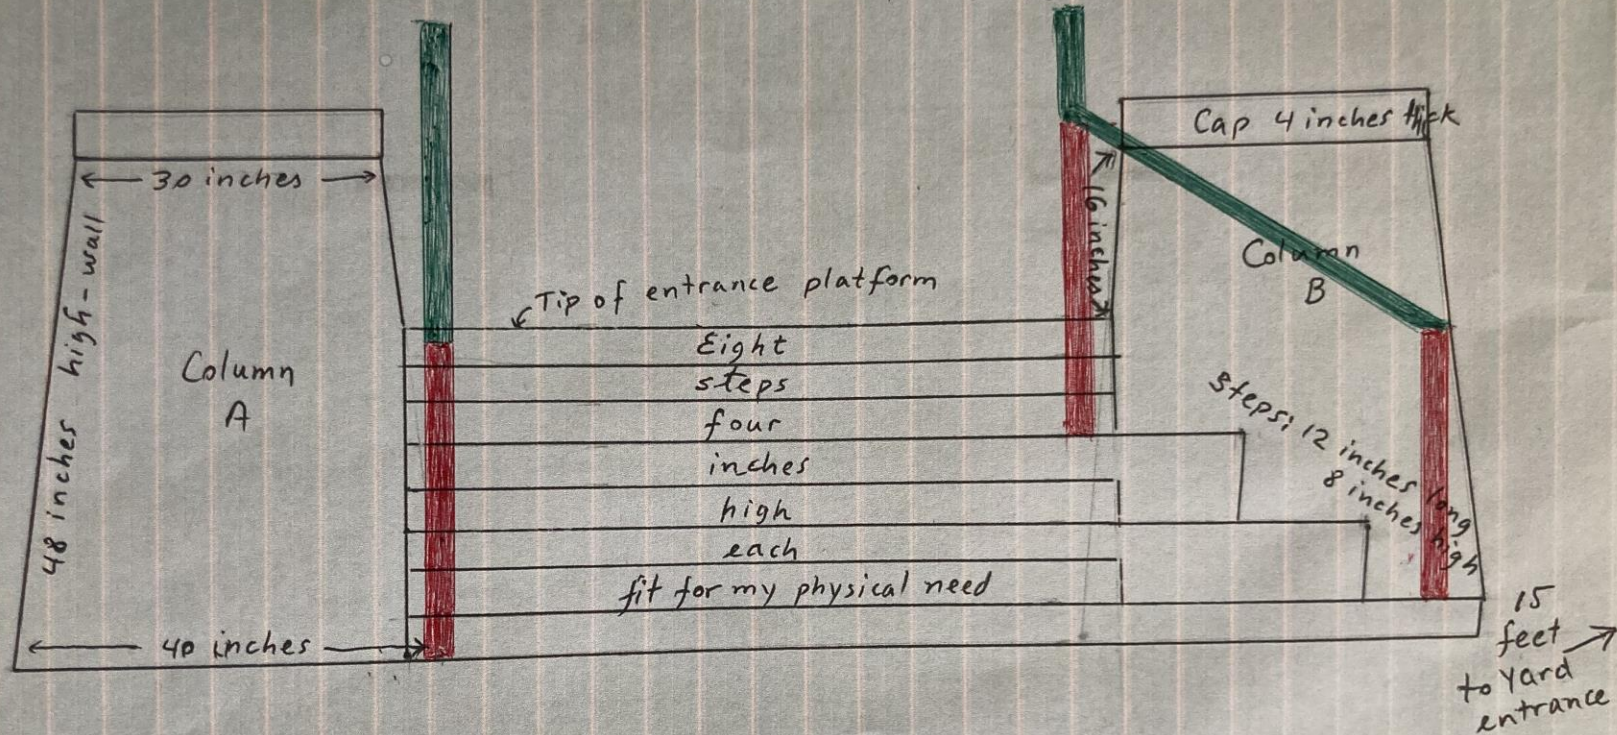 Cap 4 inches thick
30 inches
48 inches high-wall
Column
A
Tip of entrance platform
Eight
steps
four
inches
high
each
fit for my physical need
16 inches
Column
B
Steps; 12 inches long
8 inches high
40 inches
15
feet
to yard
entrance